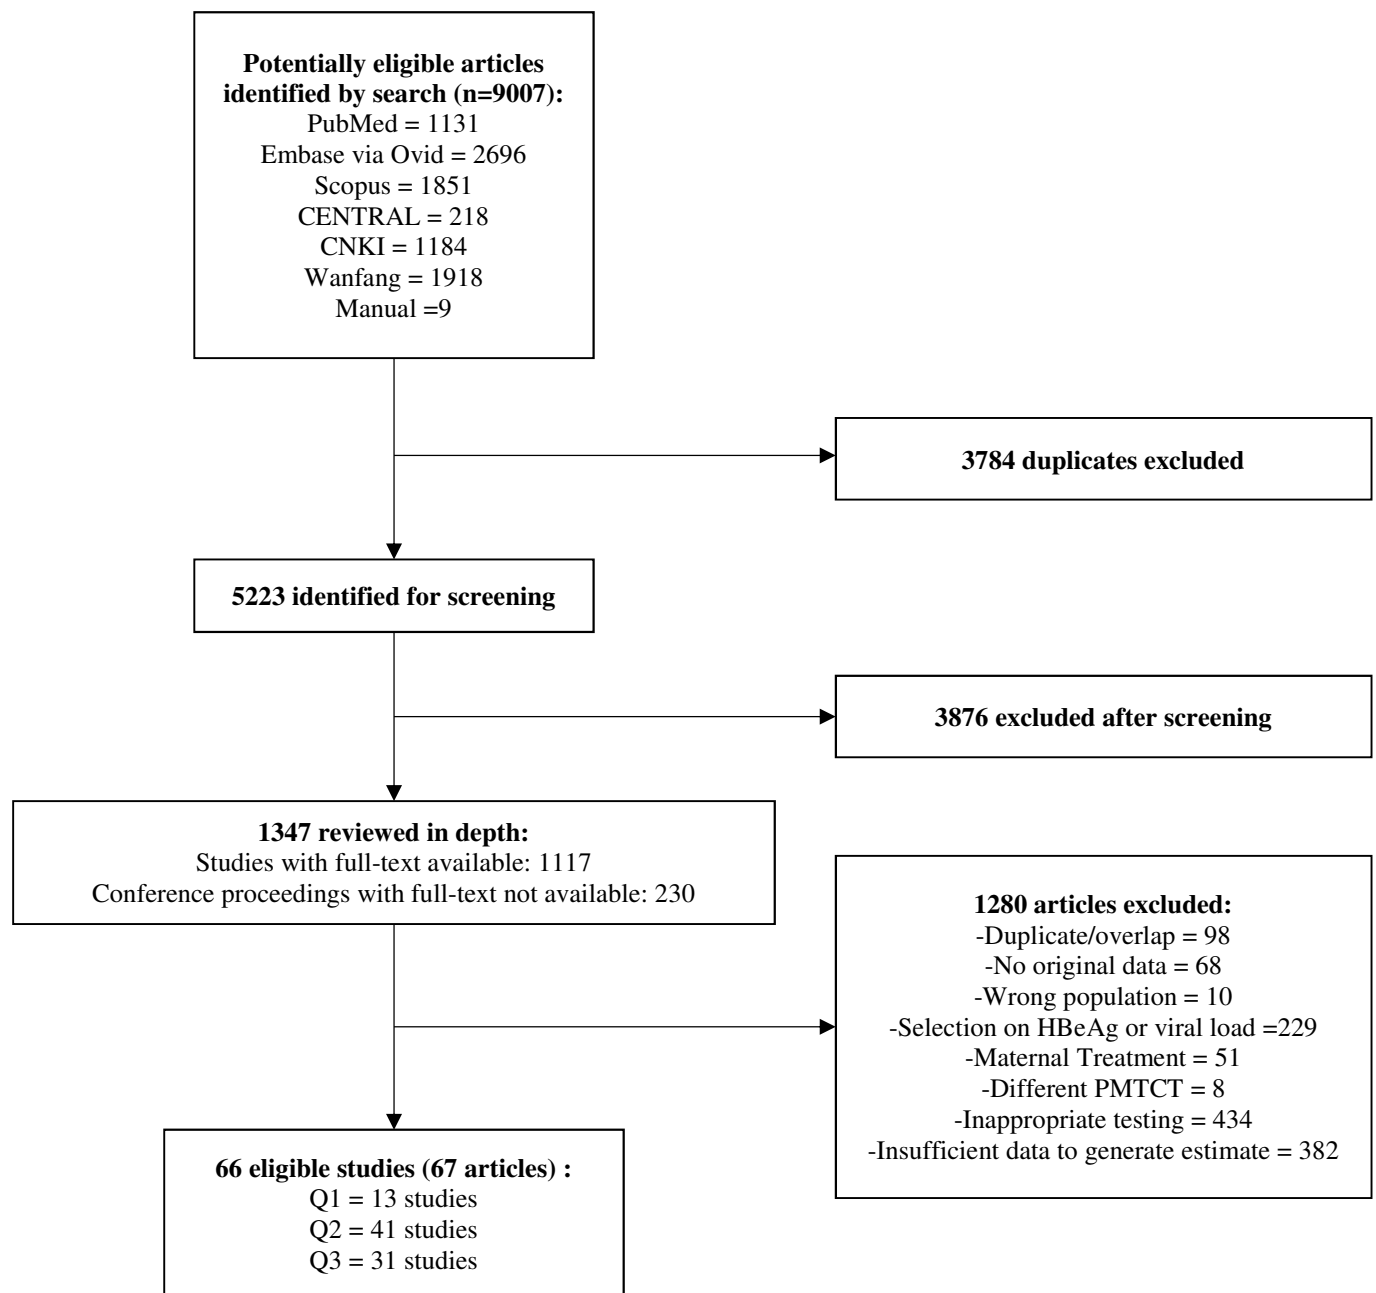 Potentially eligible articles
identified by search (n=9007):
PubMed = 1131
Embase via Ovid = 2696
Scopus = 1851
CENTRAL = 218
CNKI = 1184
Wanfang = 1918
Manual =9
3784 duplicates excluded
5223 identified for screening
3876 excluded after screening
1347 reviewed in depth:
Studies with full-text available: 1117
Conference proceedings with full-text not available: 230
1280 articles excluded:
-Duplicate/overlap = 98
-No original data = 68
-Wrong population = 10
-Selection on HBeAg or viral load =229
-Maternal Treatment = 51
-Different PMTCT = 8
-Inappropriate testing = 434
-Insufficient data to generate estimate = 382
66 eligible studies (67 articles) :
Q1 = 13 studies
Q2 = 41 studies
Q3 = 31 studies